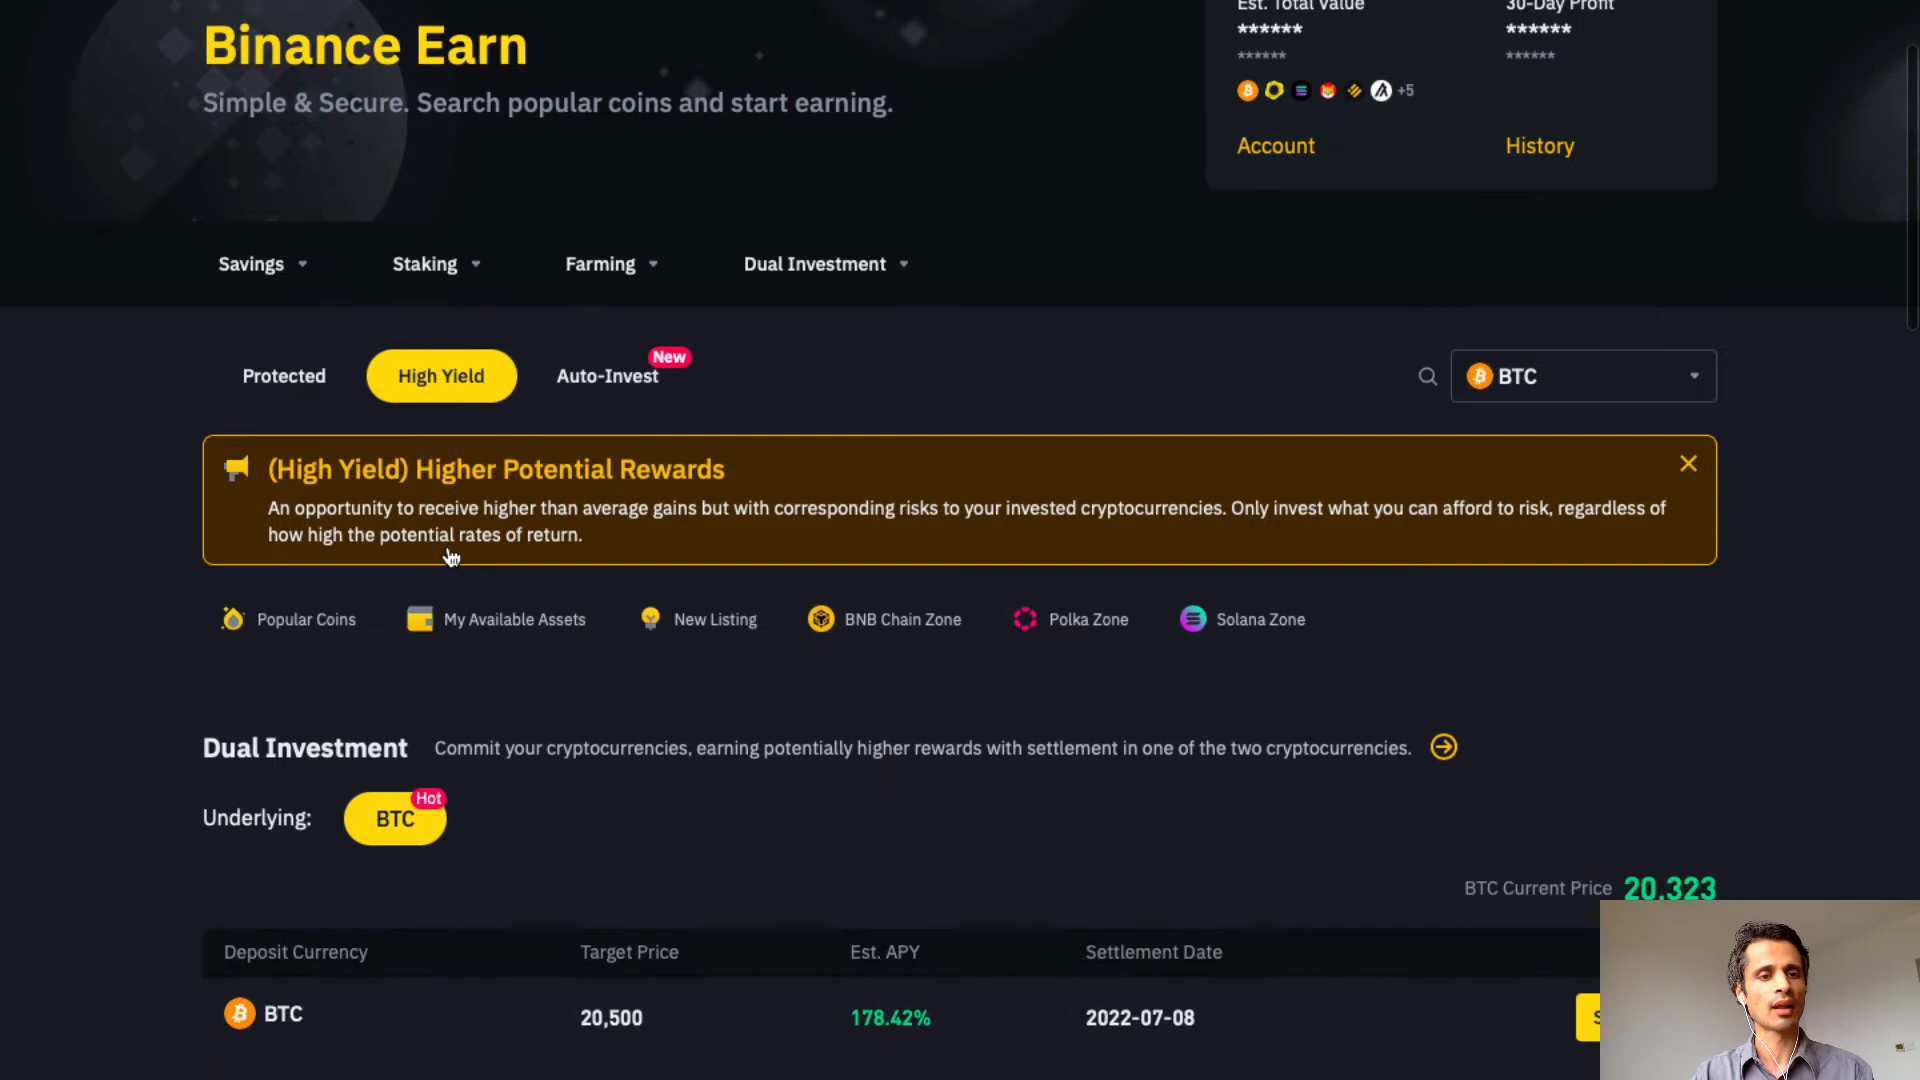 Binance Earn
Simple & Secure. Search popular coins and start earning.
Est. Total Value
30-Day Profit
******
******
******
******
+5
Account
History
Savings
Staking
Farming
Dual Investment
Protected
High Yield
Auto-Invest
New
BTC
(High Yield) Higher Potential Rewards
An opportunity to receive higher than average gains but with corresponding risks to your invested cryptocurrencies. Only invest what you can afford to risk, regardless of
how high the potential rates of return.
Popular Coins
My Available Assets
New Listing
BNB Chain Zone
Polka Zone
Solana Zone
Dual Investment
Commit your cryptocurrencies, earning potentially higher rewards with settlement in one of the two cryptocurrencies.
Underlying:
BTC
Hot
BTC Current Price
20,323
Deposit Currency
Target Price
Est. APY
Settlement Date
BTC
20,500
178.42%
2022-07-08